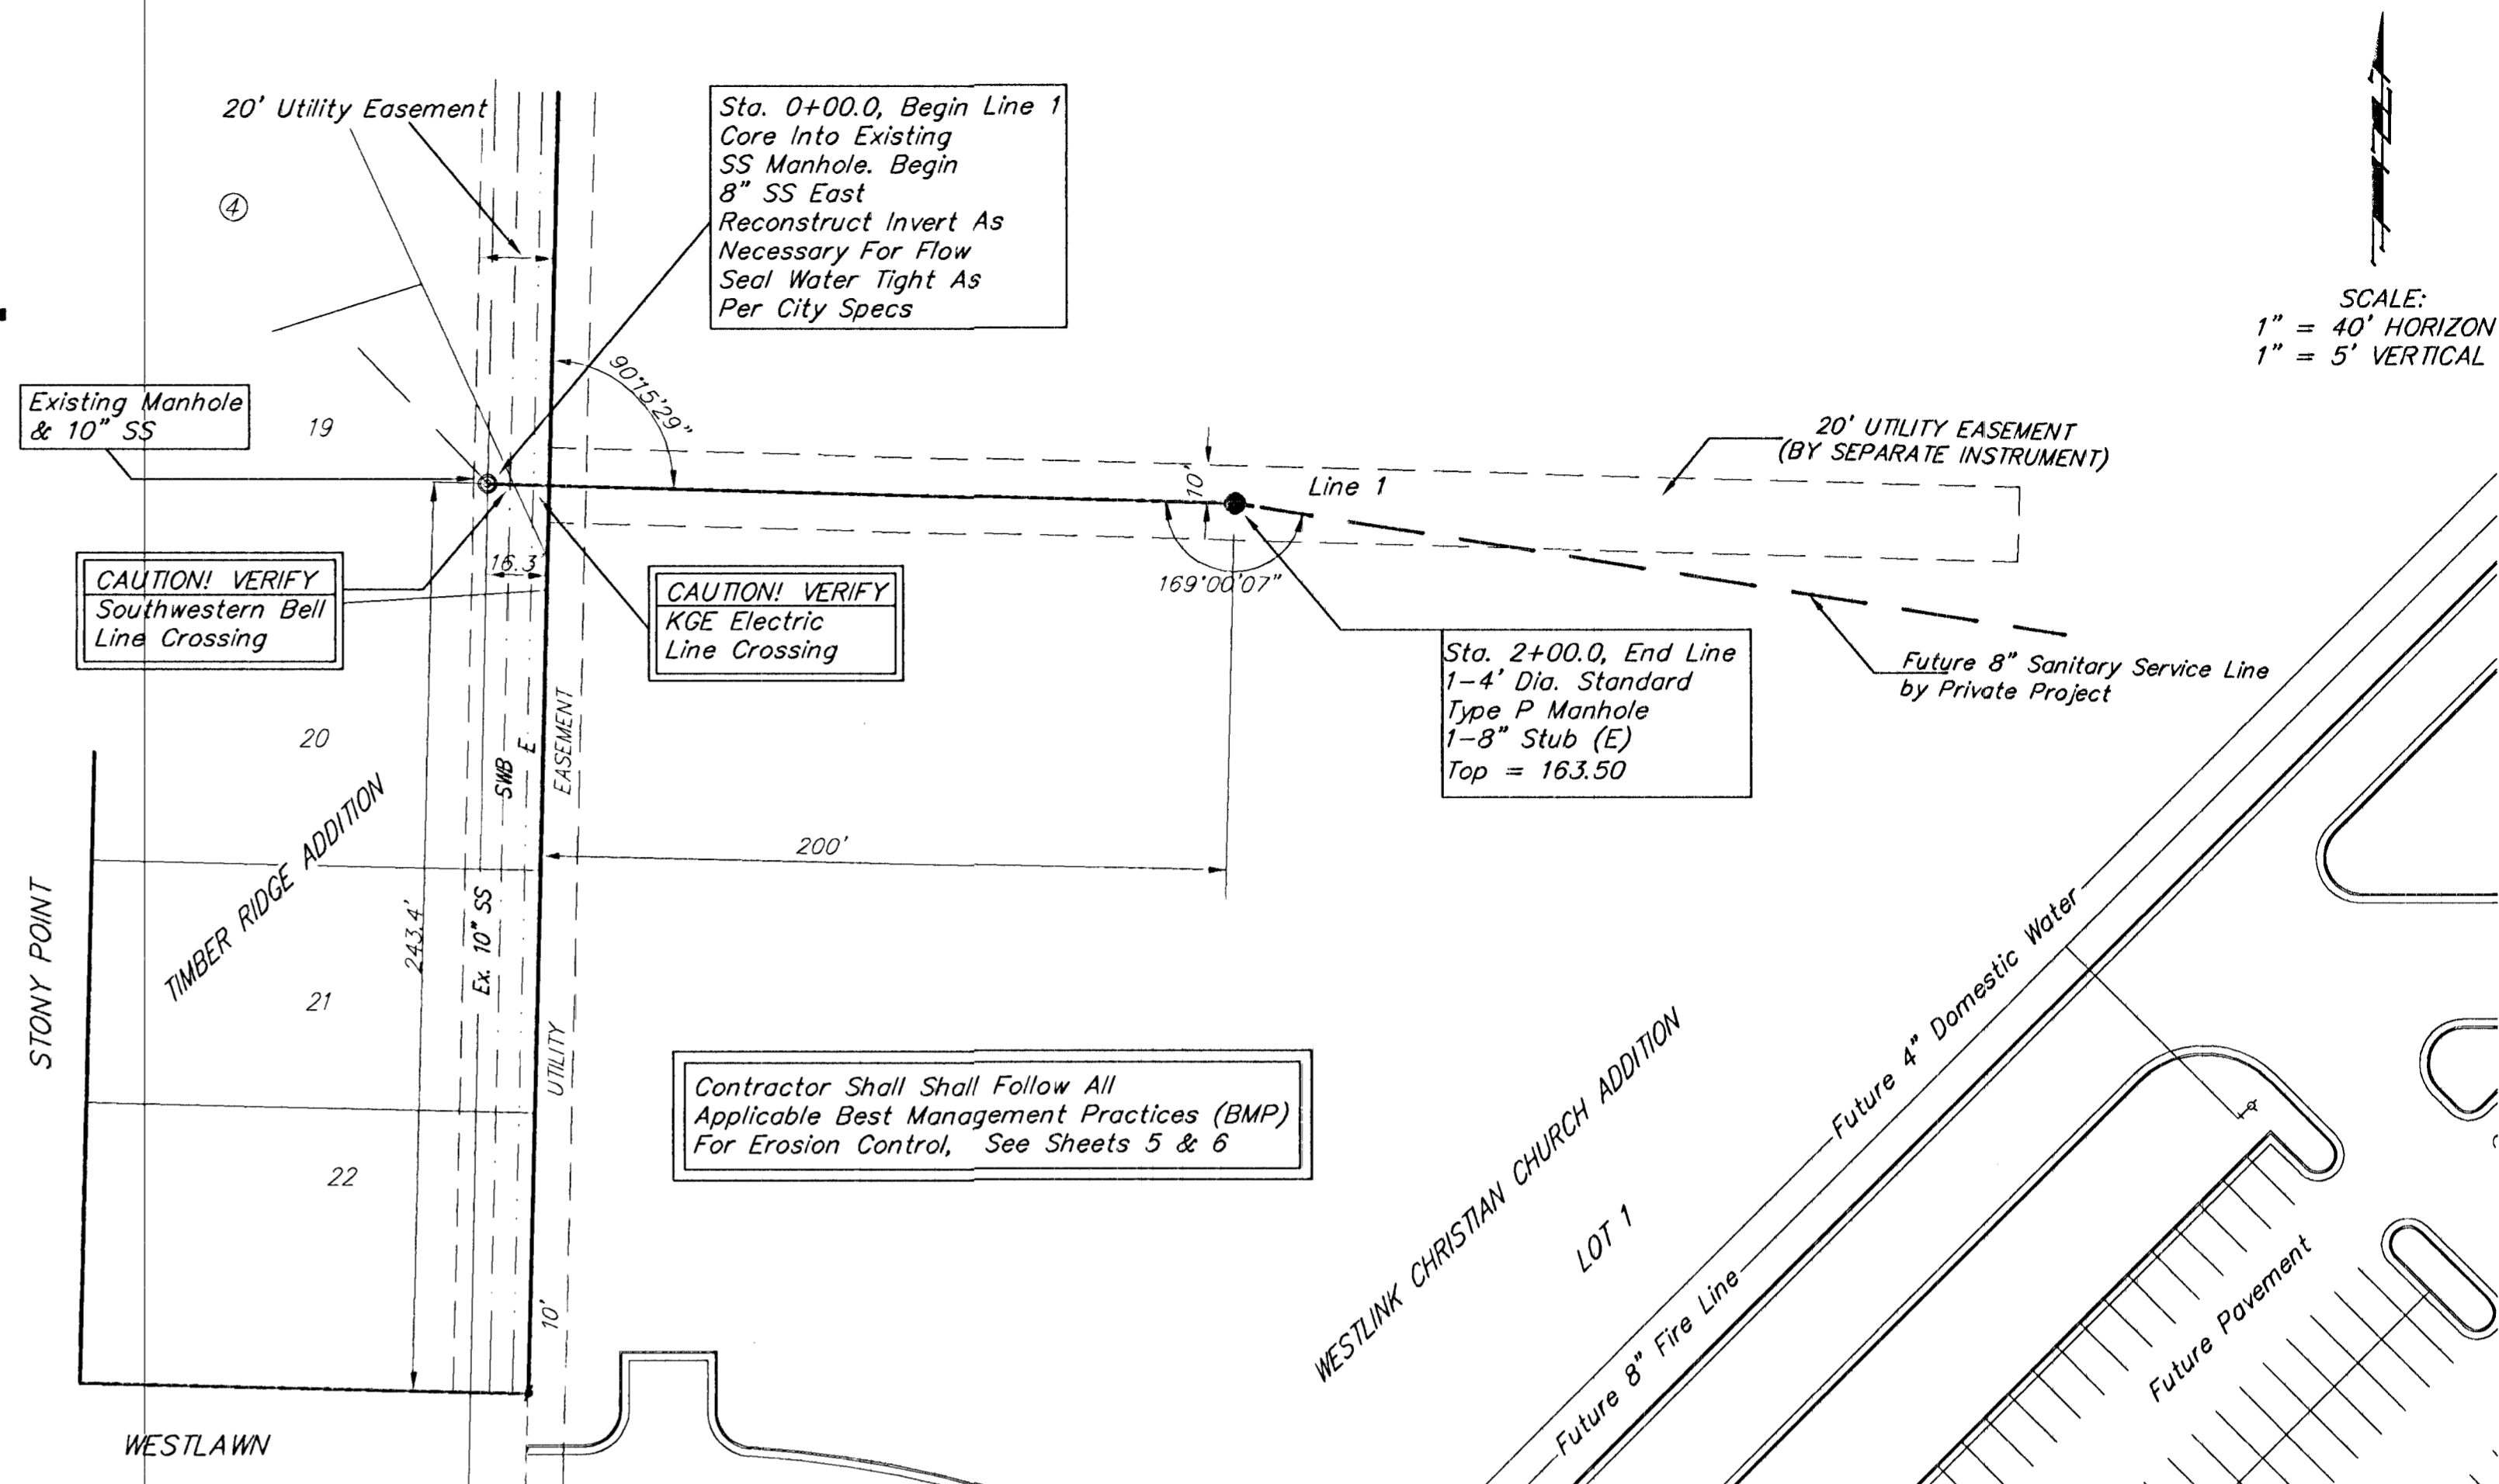 20' Utility Easement
4
Sta. 0+00.0, Begin Line 1
Core Into Existing
SS Manhole. Begin
8" SS East
Reconstruct Invert As
Necessary For Flow
Seal Water Tight As
Per City Specs
SCALE:
1" = 40' HORIZON
1" = 5' VERTICAL
Existing Manhole
& 10" SS
19
90°15'29"
20' UTILITY EASEMENT
(BY SEPARATE INSTRUMENT)
10'
Line 1
16.3
169°00'07"
CAUTION! VERIFY
Southwestern Bell
Line Crossing
CAUTION! VERIFY
KGE Electric
Line Crossing
Sta. 2+00.0, End Line
1-4' Dia. Standard
Type P Manhole
1-8" Stub (E)
Top = 163.50
Future 8" Sanitary Service Line
by Private Project
20
SWB
E
EASEMENT
TIMBER RIDGE ADDITION
200'
STONY POINT
243.4'
Ex. 10" SS
21
UTILITY
Contractor Shall Shall Follow All
Applicable Best Management Practices (BMP)
For Erosion Control, See Sheets 5 & 6
22
10'
WESTLAWN
WESTLINK CHRISTIAN CHURCH ADDITION
LOT 1
Future 4" Domestic Water
Future 8" Fire Line
Future Pavement